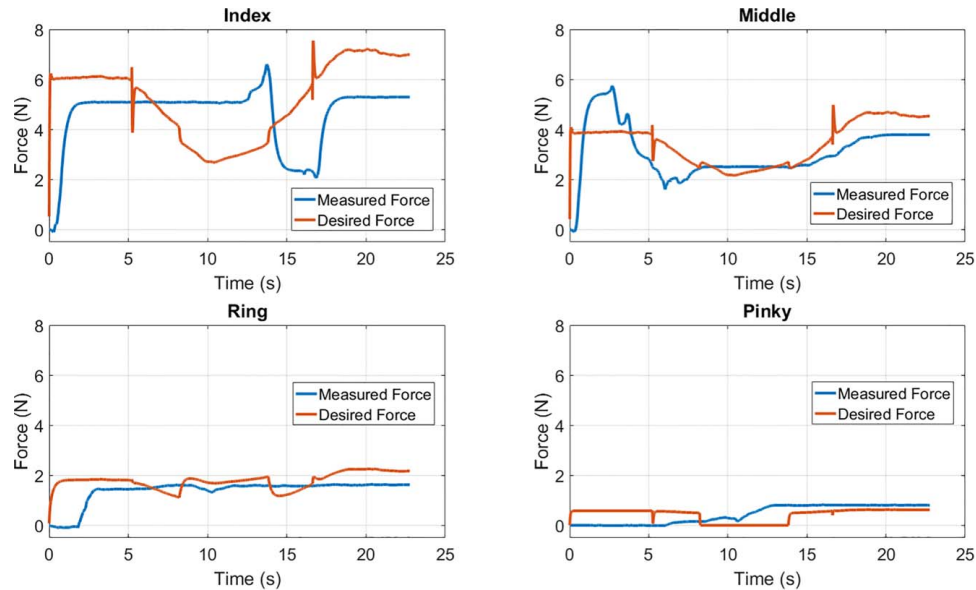 Index
8
6
4
2
0
Force (N)
0 5 10 15 20 25
Time (s)
Measured Force
Desired Force
Middle
8
6
4
2
0
Force (N)
0 5 10 15 20 25
Time (s)
Measured Force
Desired Force
Ring
8
6
4
2
0
Force (N)
0 5 10 15 20 25
Time (s)
Measured Force
Desired Force
Pinky
8
6
4
2
0
Force (N)
0 5 10 15 20 25
Time (s)
Measured Force
Desired Force